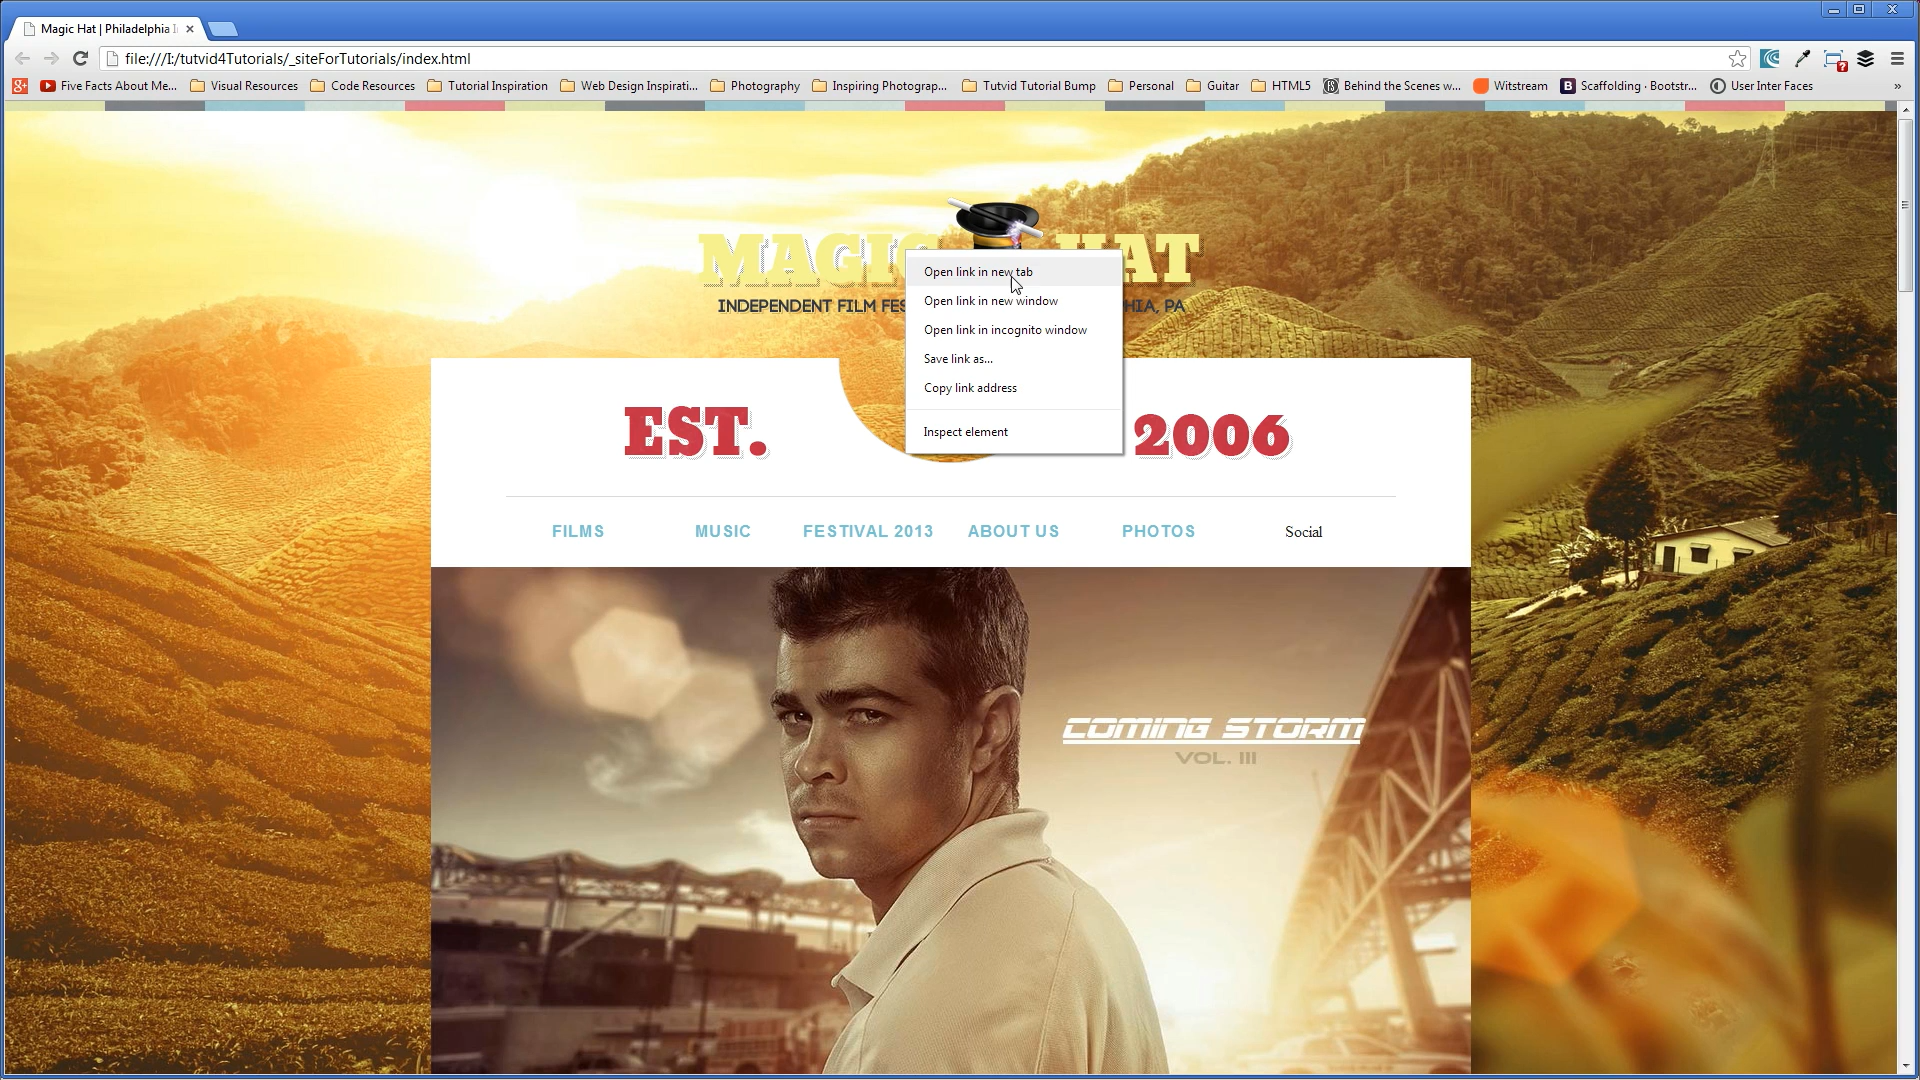 Magic Hat | Philadelphia
file:///I:/tutvid4Tutorials/_siteForTutorials/index.html
Five Facts About Me... Visual Resources Code Resources Tutorial Inspiration Web Design Inspirati... Photography Inspiring Photograp... Tutvid Tutorial Bump Personal Guitar HTML5 Behind the Scenes w... Witstream Scaffolding · Bootstr... User Inter Faces »
MAGIC HAT
INDEPENDENT FILM
Open link in new tab
Open link in new window
Open link in incognito window
Save link as...
Copy link address
Inspect element
PA
EST. 2006
FILMS MUSIC FESTIVAL 2013 ABOUT US PHOTOS Social
COMING STORM
VOL. III